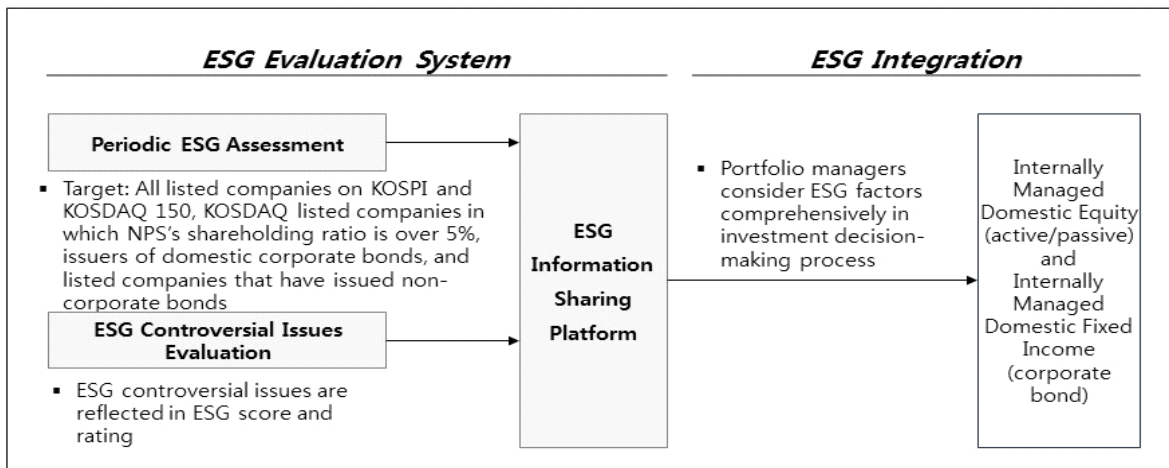 ESG Evaluation System
ESG Integration
Periodic ESG Assessment
▪ Target: All listed companies on KOSPI and
KOSDAQ 150, KOSDAQ listed companies in
which NPS's shareholding ratio is over 5%,
issuers of domestic corporate bonds, and
listed companies that have issued non-
corporate bonds
ESG Controversial Issues
Evaluation
▪ ESG controversial issues are
reflected in ESG score and
rating
ESG
Information
Sharing
Platform
▪ Portfolio managers
consider ESG factors
comprehensively in
investment decision-
making process
Internally
Managed
Domestic Equity
(active/passive)
and
Internally
Managed
Domestic Fixed
Income
(corporate
bond)